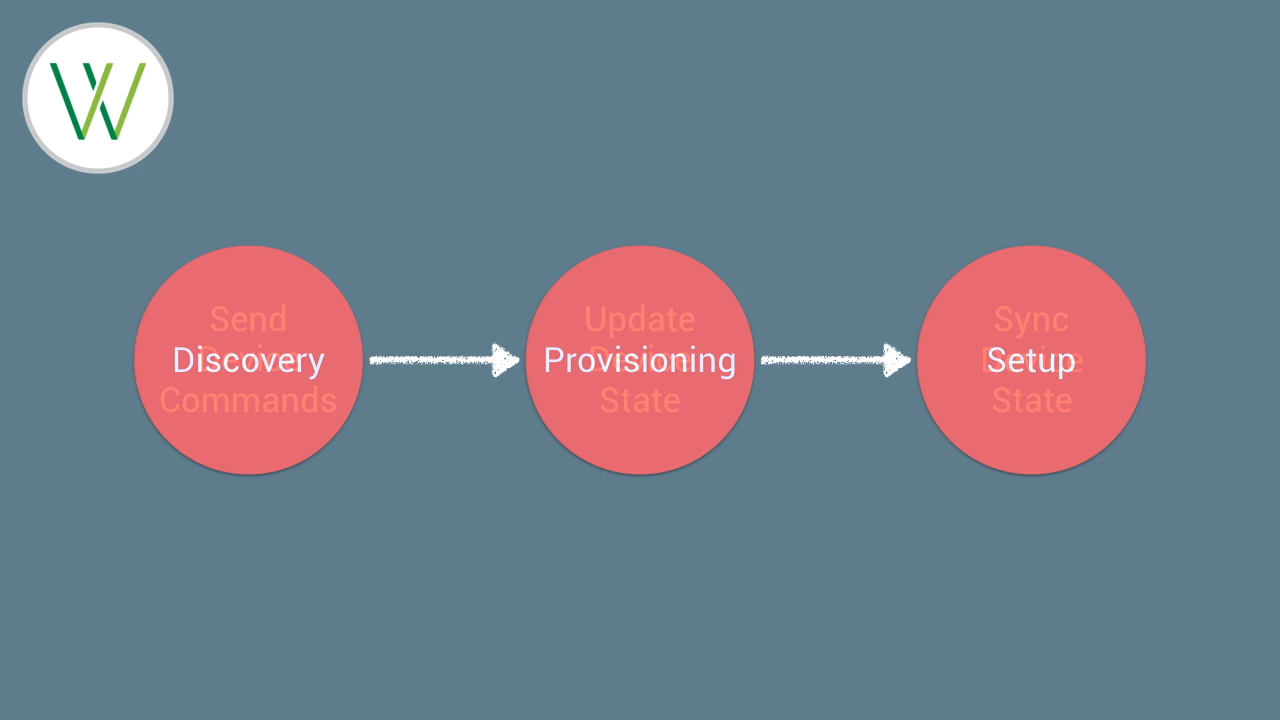 Send
Discovery
Commands
Update
Provisioning
State
Sync
Setup
State